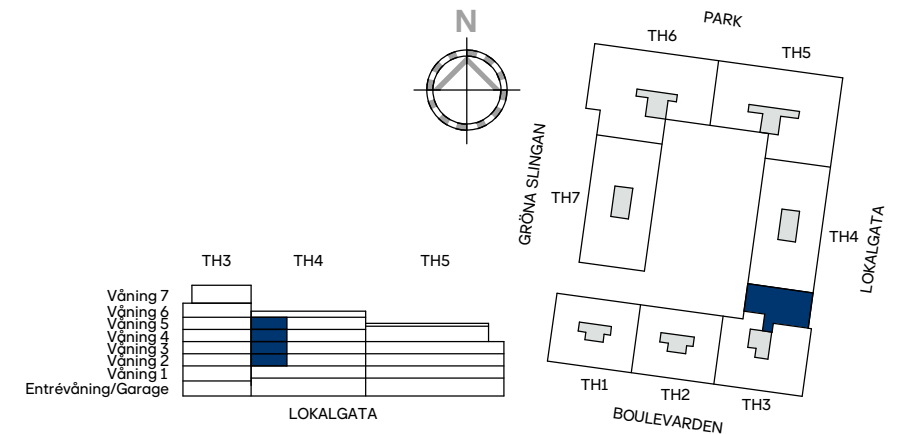 N
PARK
TH6
TH5
GRÖNA SLINGAN
TH7
TH4
LOKALGATA
TH3
TH4
TH5
Våning 7
Våning 6
Våning 5
Våning 4
Våning 3
Våning 2
Våning 1
Entrévåning/Garage
LOKALGATA
TH1
TH2
TH3
BOULEVARDEN